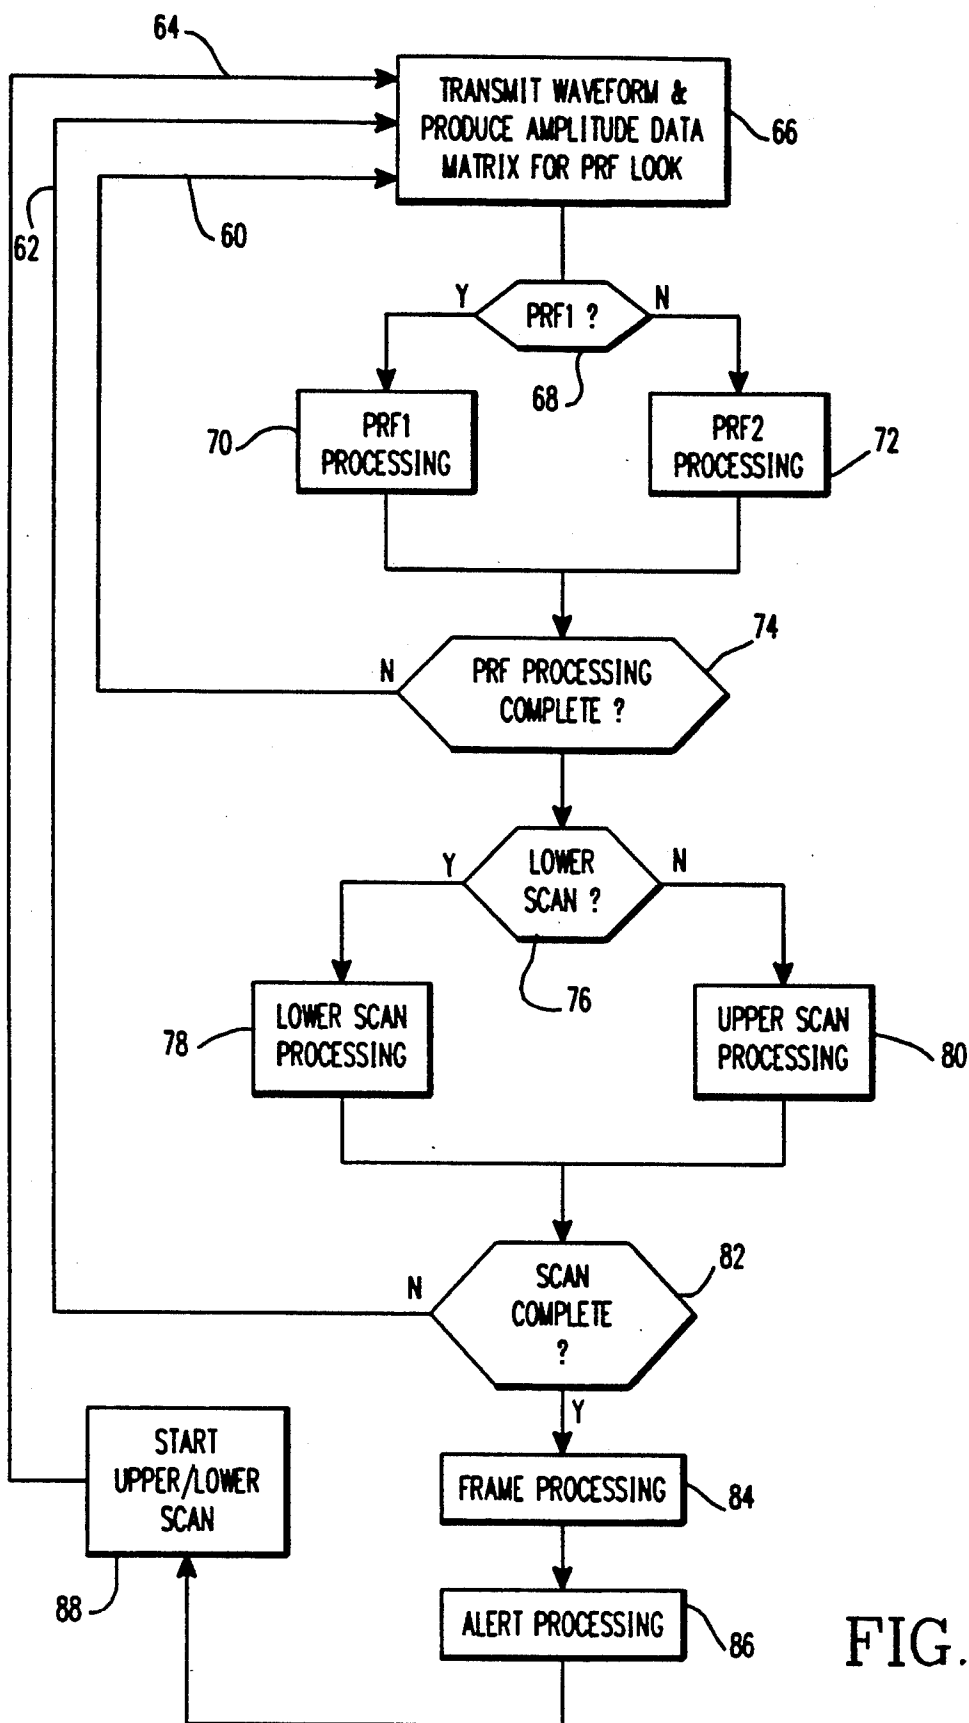 64
TRANSMIT WAVEFORM &
PRODUCE AMPLITUDE DATA
MATRIX FOR PRF LOOK
66
62
60
Y
PRF1 ?
N
68
70
PRF1
PROCESSING
PRF2
PROCESSING
72
74
N
PRF PROCESSING
COMPLETE ?
Y
LOWER
SCAN ?
N
76
78
LOWER SCAN
PROCESSING
UPPER SCAN
PROCESSING
80
82
N
SCAN
COMPLETE
?
Y
START
UPPER/LOWER
SCAN
88
FRAME PROCESSING
84
ALERT PROCESSING
86
FIG.